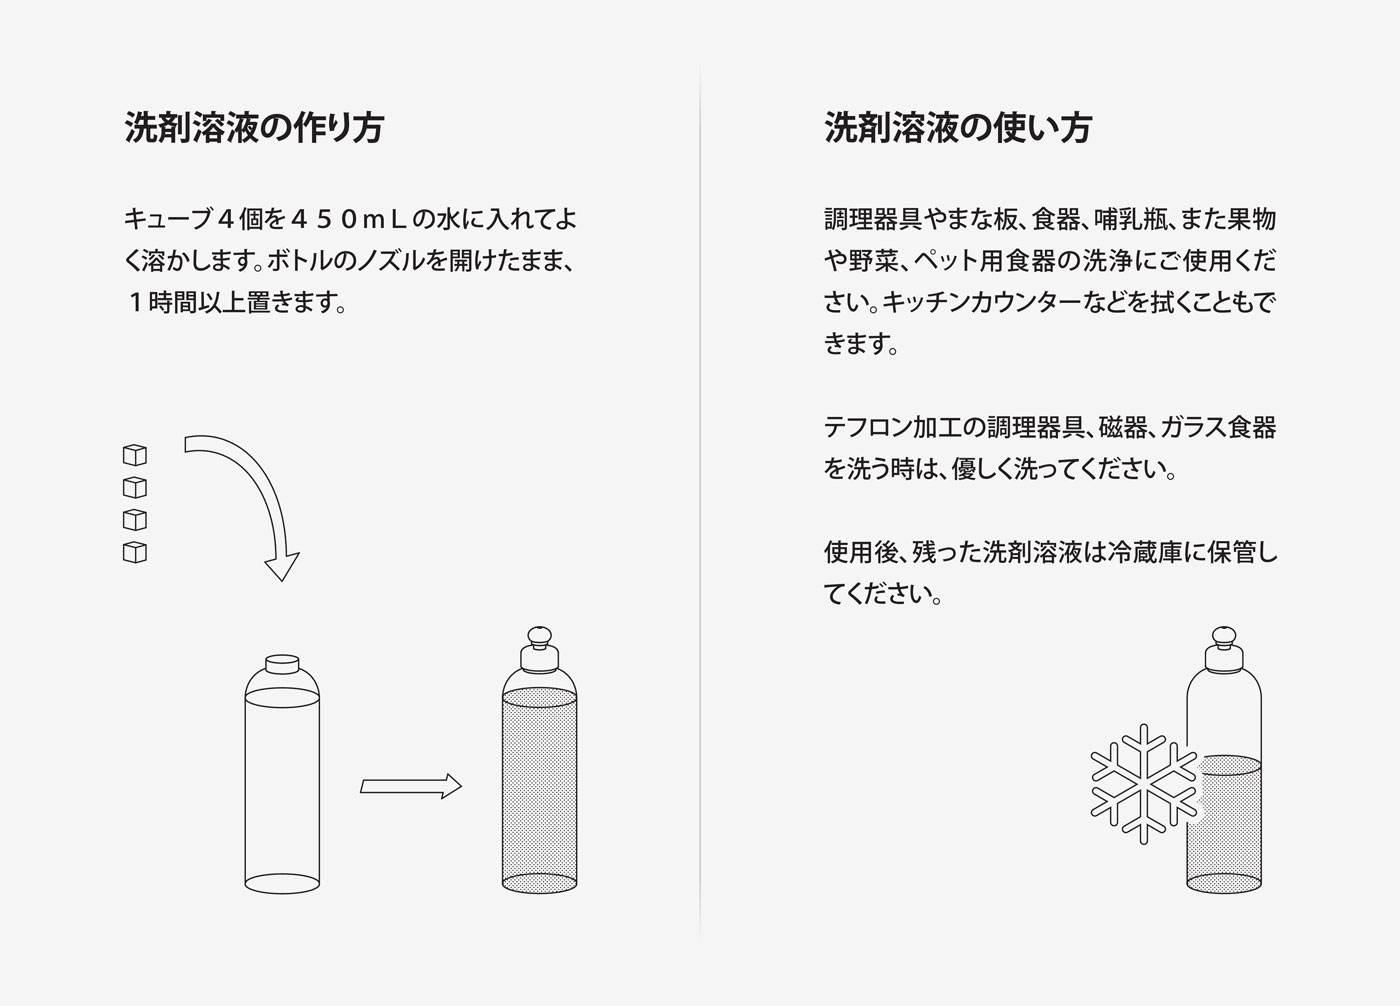 洗剤溶液の作り方
キューブ４個を４５０ｍＬの水に入れてよ
く溶かします。ボトルのノズルを開けたまま、
１時間以上置きます。
洗剤溶液の使い方
調理器具やまな板、食器、哺乳瓶、また果物
や野菜、ペット用食器の洗浄にご使用くだ
さい。キッチンカウンターなどを拭くこともで
きます。
テフロン加工の調理器具、磁器、ガラス食器
を洗う時は、優しく洗ってください。
使用後、残った洗剤溶液は冷蔵庫に保管し
てください。